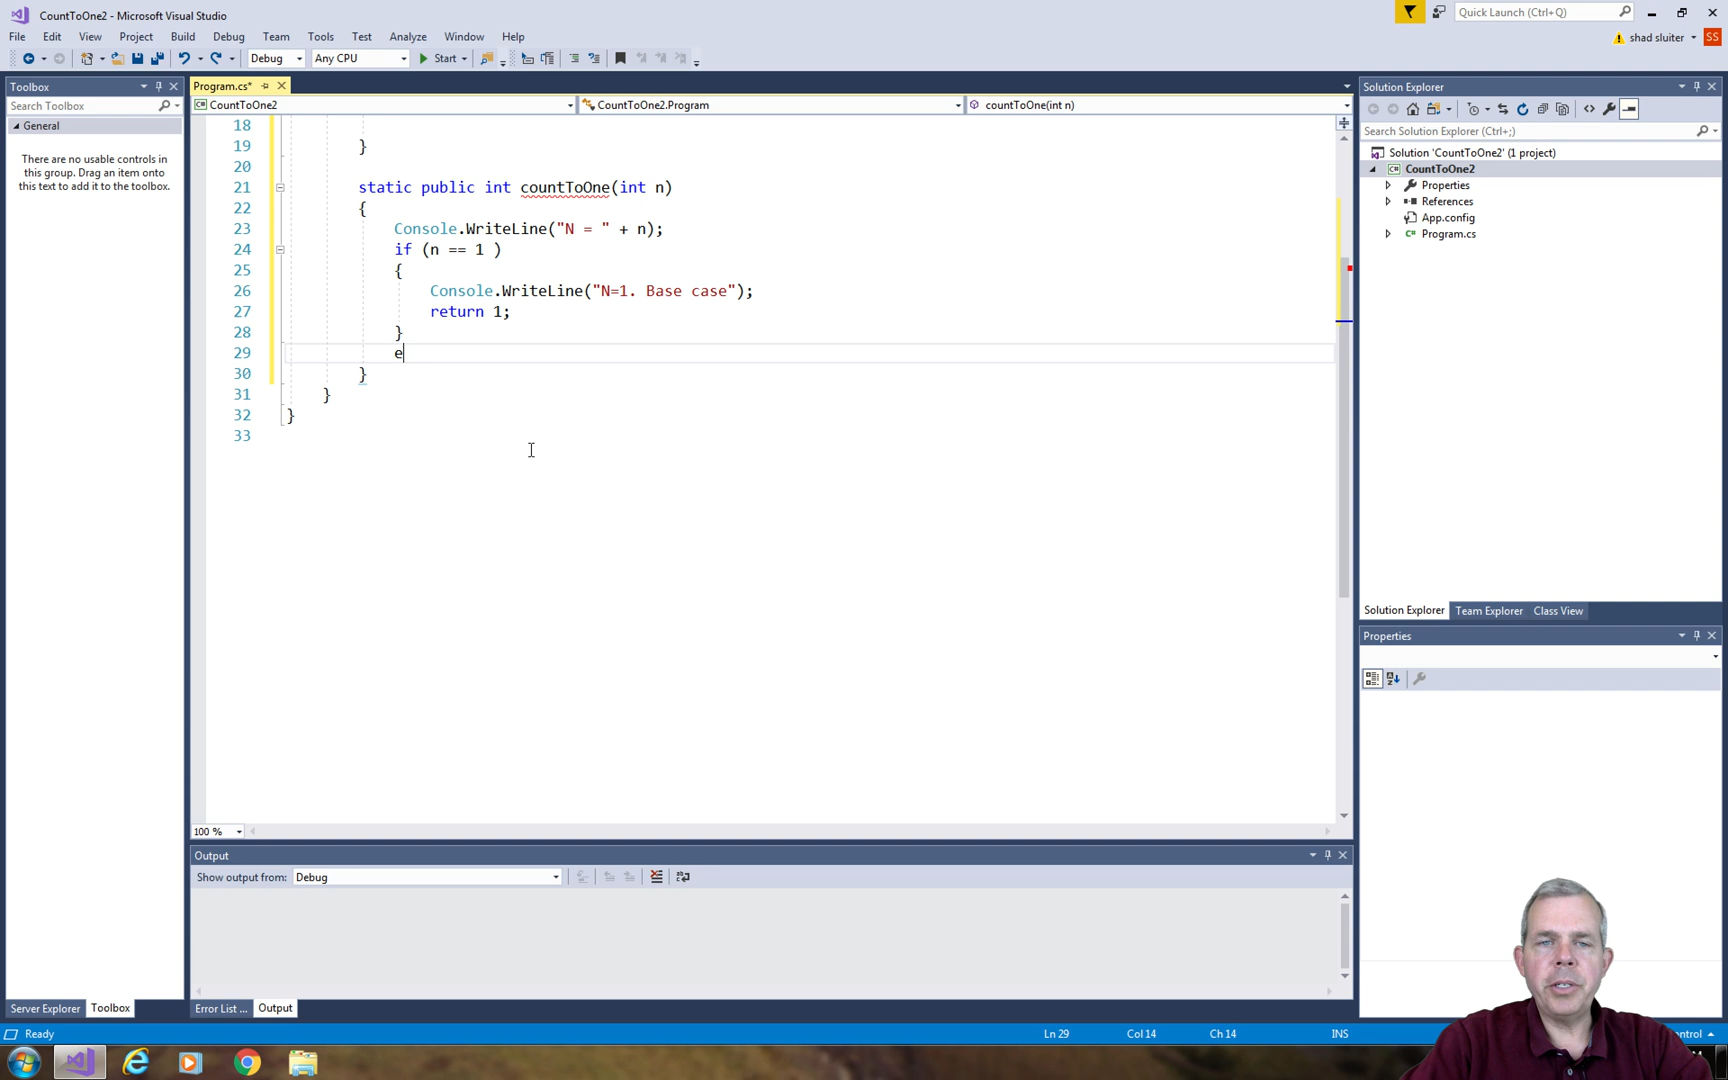 CountToOne2 - Microsoft Visual Studio
Quick Launch (Ctrl+Q)
File Edit View Project Build Debug Team Tools Test Analyze Window Help
shad sluiter SS
Debug Any CPU Start
Toolbox
Search Toolbox
General
There are no usable controls in
this group. Drag an item onto
this text to add it to the toolbox.
Program.cs*
CountToOne2 CountToOne2.Program countToOne(int n)
18
19 }
20
21 static public int countToOne(int n)
22 {
23 Console.WriteLine("N = " + n);
24 if (n == 1 )
25 {
26 Console.WriteLine("N=1. Base case");
27 return 1;
28 }
29 e
30 }
31 }
32 }
33
100 %
Output
Show output from: Debug
Server Explorer Toolbox
Error List ... Output
Solution Explorer
Search Solution Explorer (Ctrl+;)
Solution 'CountToOne2' (1 project)
CountToOne2
Properties
References
App.config
Program.cs
Solution Explorer Team Explorer Class View
Properties
Ready Ln 29 Col 14 Ch 14 INS